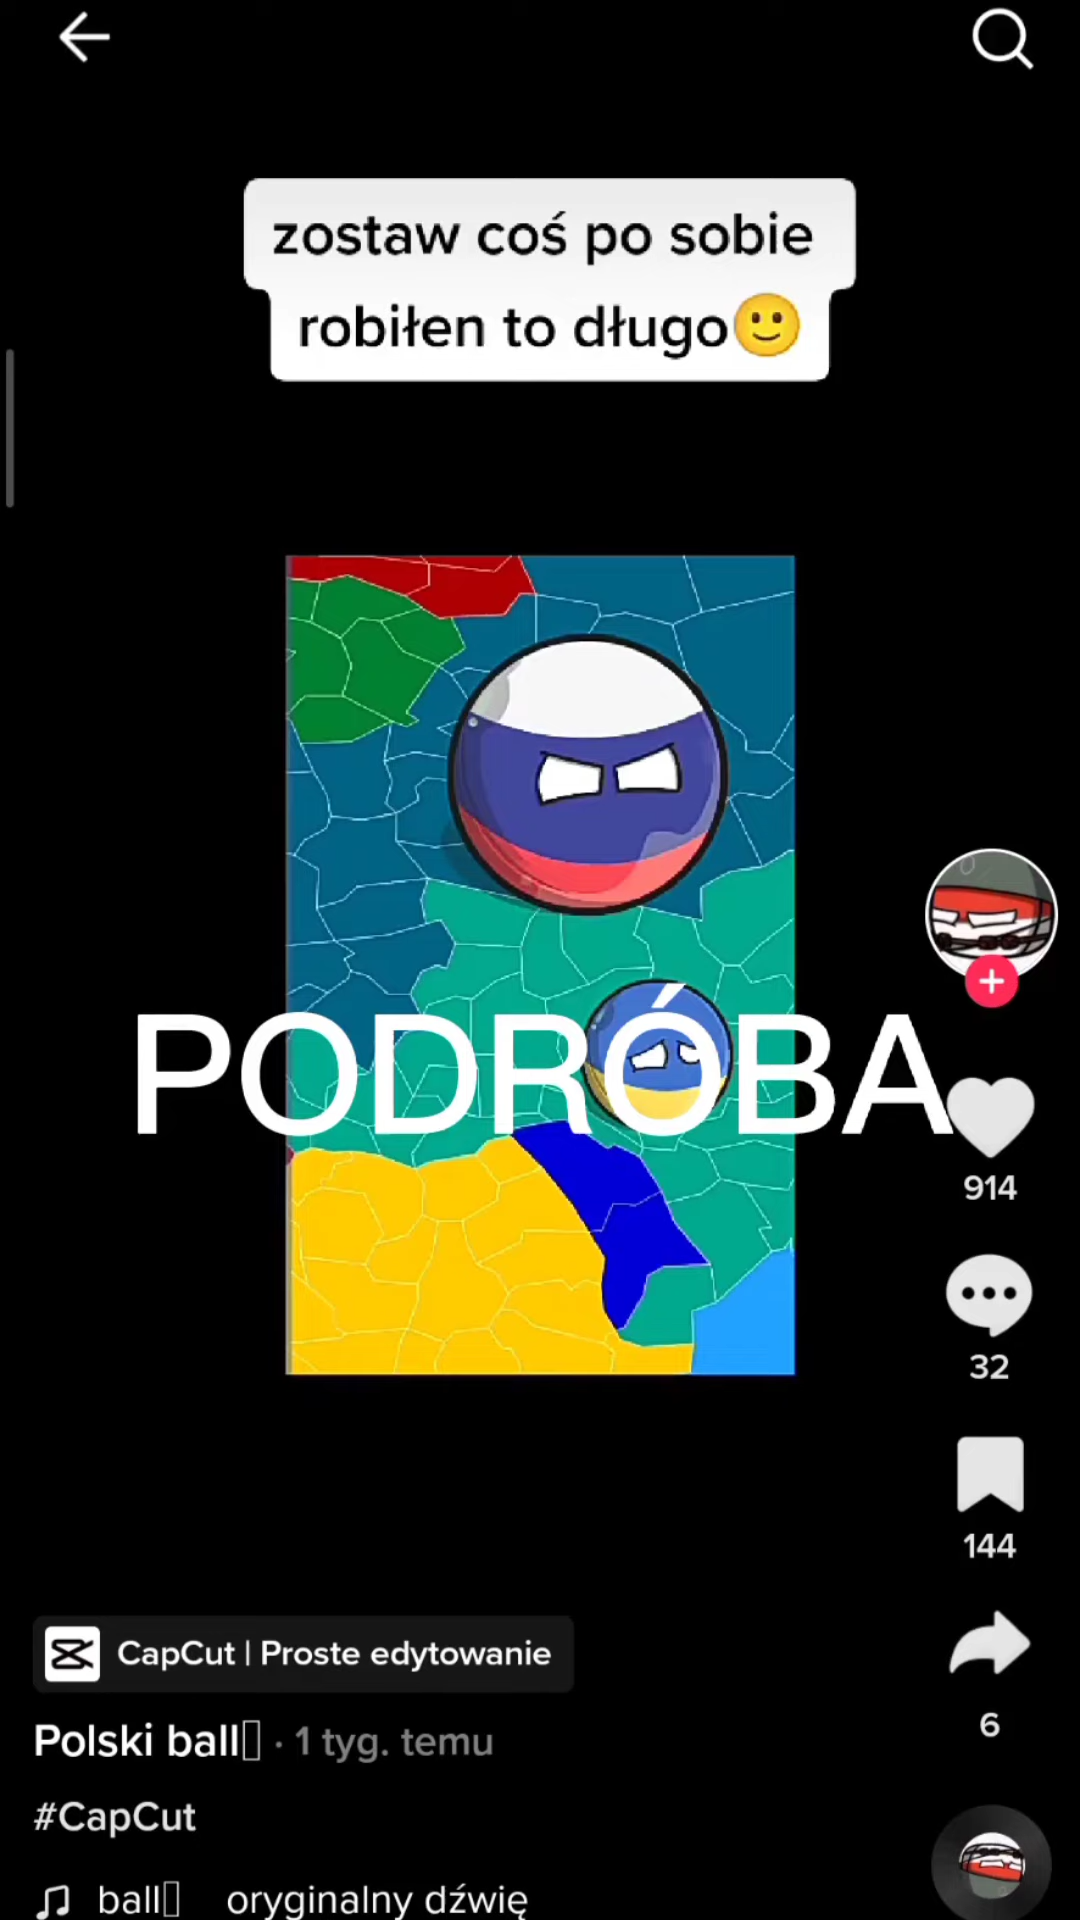 zostaw coś po sobie
robiłen to długo🙂
PODRÓBA
914
32
144
6
CapCut | Proste edytowanie
Polski ball · 1 tyg. temu
#CapCut
ball oryginalny dźwię